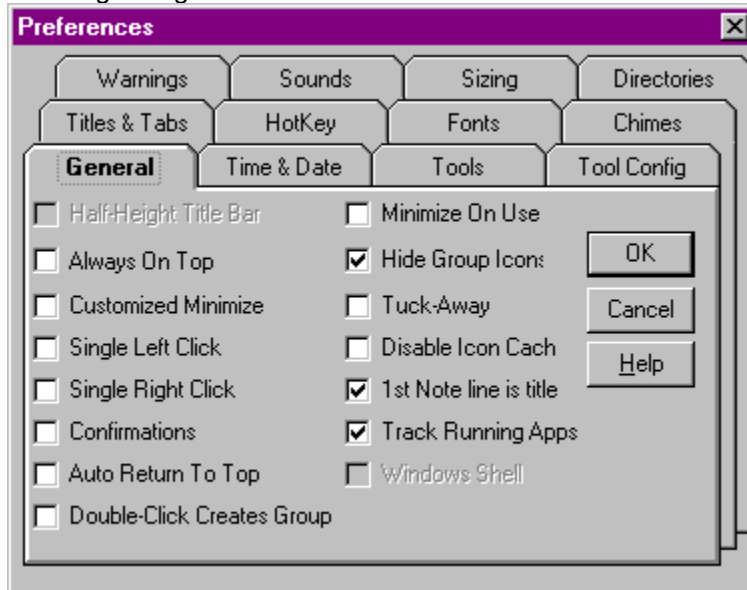 Preferences
Warnings Sounds Sizing Directories
Titles & Tabs HotKey Fonts Chimes
General Time & Date Tools Tool Config
Half-Height Title Bar Minimize On Use
Always On Top Hide Group Icons OK
Customized Minimize Tuck-Away Cancel
Single Left Click Disable Icon Cach Help
Single Right Click 1st Note line is title
Confirmations Track Running Apps
Auto Return To Top Windows Shell
Double-Click Creates Group